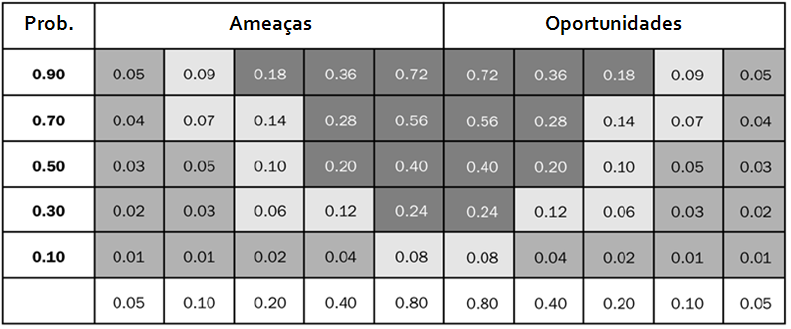 Prob. Ameaças Oportunidades
0.90 0.05 0.09 0.18 0.36 0.72 0.72 0.36 0.18 0.09 0.05
0.70 0.04 0.07 0.14 0.28 0.56 0.56 0.28 0.14 0.07 0.04
0.50 0.03 0.05 0.10 0.20 0.40 0.40 0.20 0.10 0.05 0.03
0.30 0.02 0.03 0.06 0.12 0.24 0.24 0.12 0.06 0.03 0.02
0.10 0.01 0.01 0.02 0.04 0.08 0.08 0.04 0.02 0.01 0.01
0.05 0.10 0.20 0.40 0.80 0.80 0.40 0.20 0.10 0.05